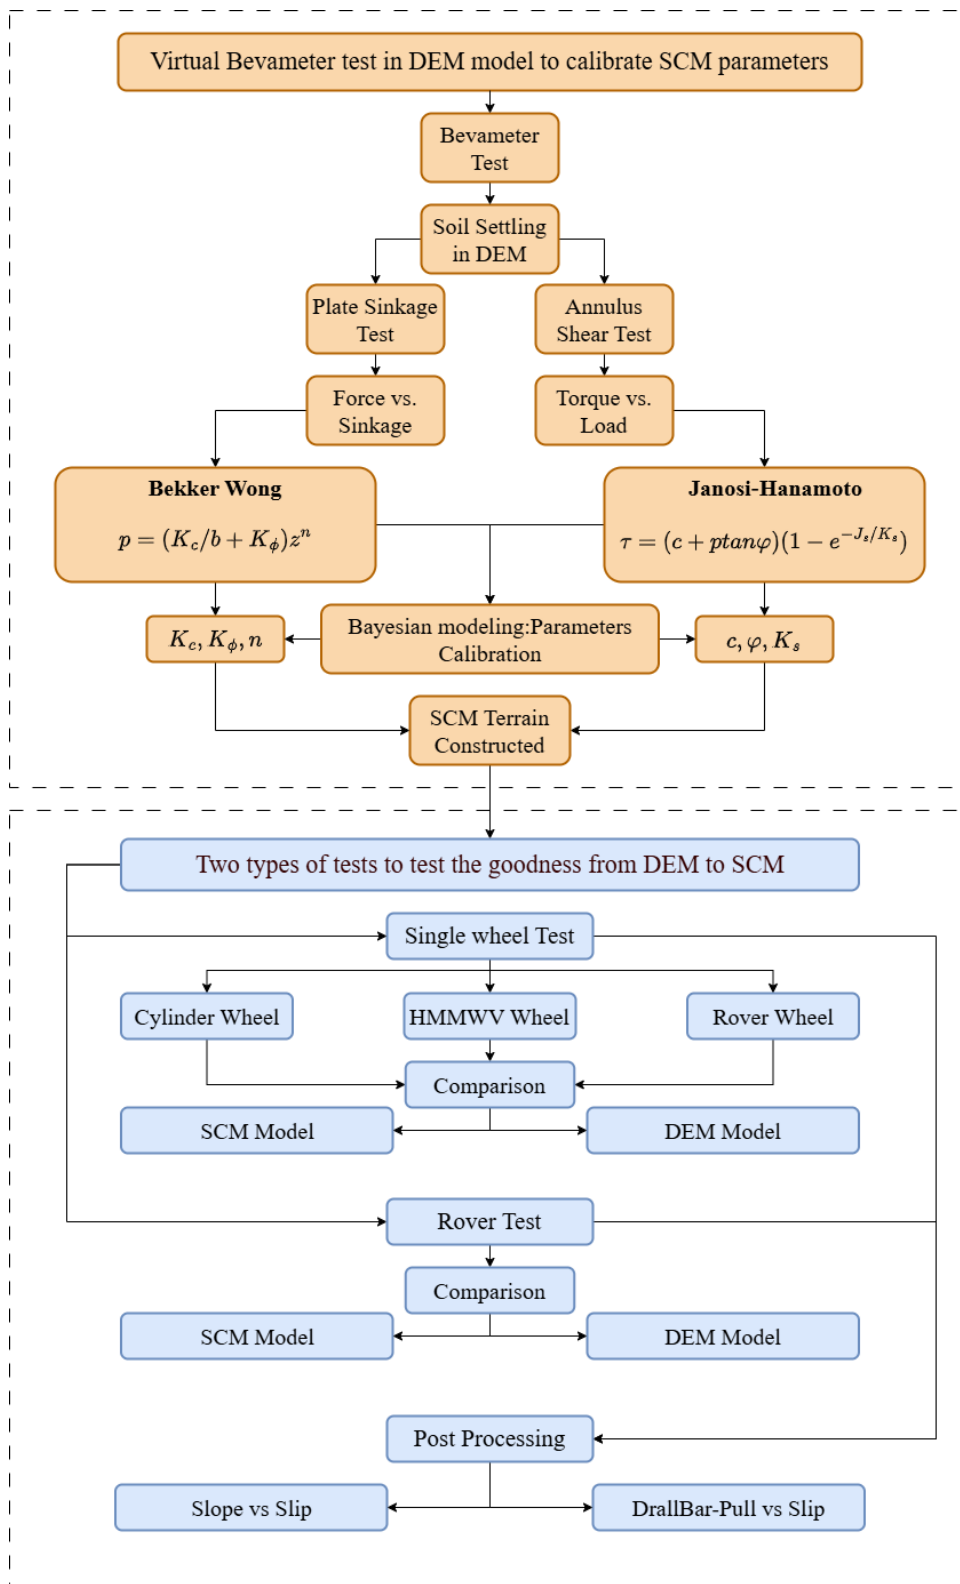 Virtual Bevameter test in DEM model to calibrate SCM parameters
Bevameter
Test
Soil Settling
in DEM
Plate Sinkage
Test
Annulus
Shear Test
Force vs.
Sinkage
Torque vs.
Load
Bekker Wong
p = (K_c/b + K_ϕ)z^n
Janosi-Hanamoto
τ = (c + ptanφ)(1 − e^{−J_s/K_s})
Bayesian modeling:Parameters
Calibration
K_c, K_ϕ, n
c, φ, K_s
SCM Terrain
Constructed
Two types of tests to test the goodness from DEM to SCM
Single wheel Test
Cylinder Wheel
HMMWV Wheel
Rover Wheel
Comparison
SCM Model
DEM Model
Rover Test
Comparison
SCM Model
DEM Model
Post Processing
Slope vs Slip
DrallBar-Pull vs Slip